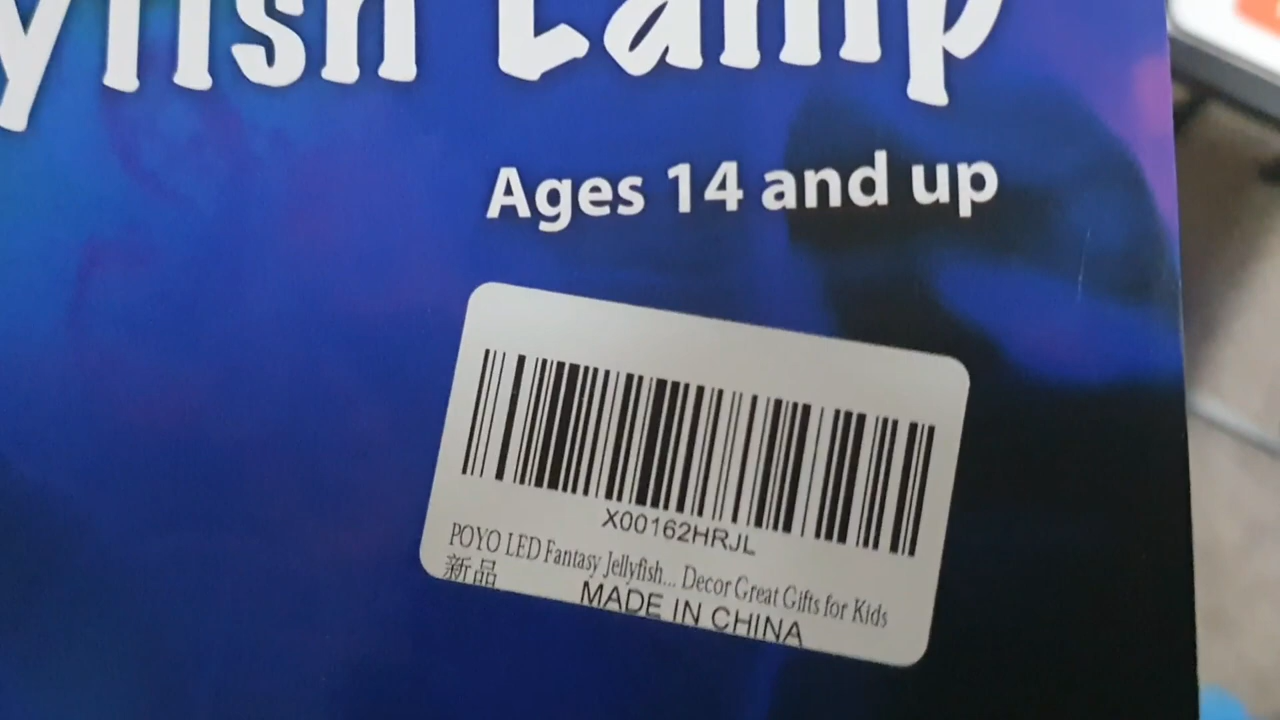 yfish Lamp
Ages 14 and up
X00162HRJL
POYO LED Fantasy Jellyfish... Decor Great Gifts for Kids
新品
MADE IN CHINA